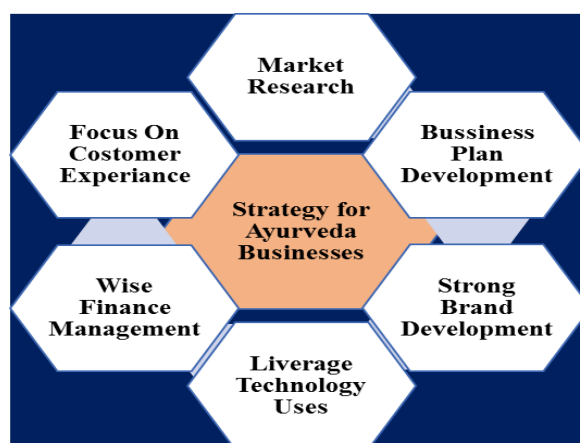 Market
Research
Bussiness
Plan
Development
Strong
Brand
Development
Liverage
Technology
Uses
Wise
Finance
Management
Focus On
Costomer
Experiance
Strategy for
Ayurveda
Businesses